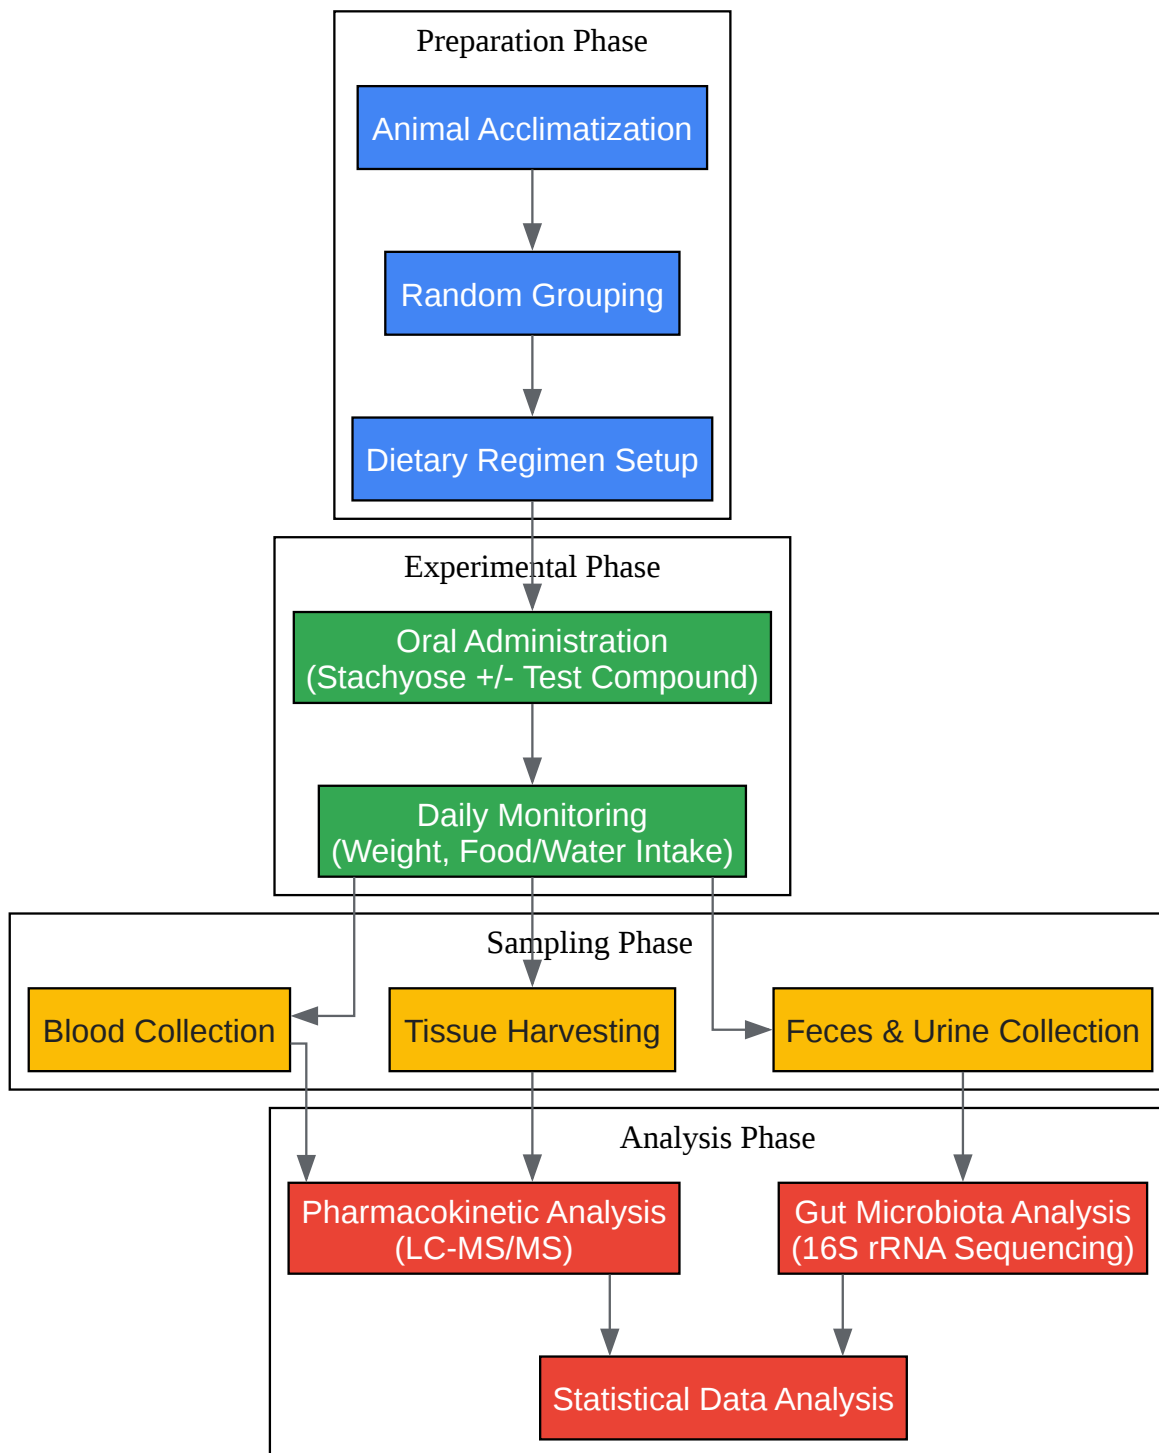 Preparation Phase
Animal Acclimatization
Random Grouping
Dietary Regimen Setup
Experimental Phase
Oral Administration
(Stachyose +/- Test Compound)
Daily Monitoring
(Weight, Food/Water Intake)
Sampling Phase
Blood Collection
Tissue Harvesting
Feces & Urine Collection
Analysis Phase
Pharmacokinetic Analysis
(LC-MS/MS)
Gut Microbiota Analysis
(16S rRNA Sequencing)
Statistical Data Analysis